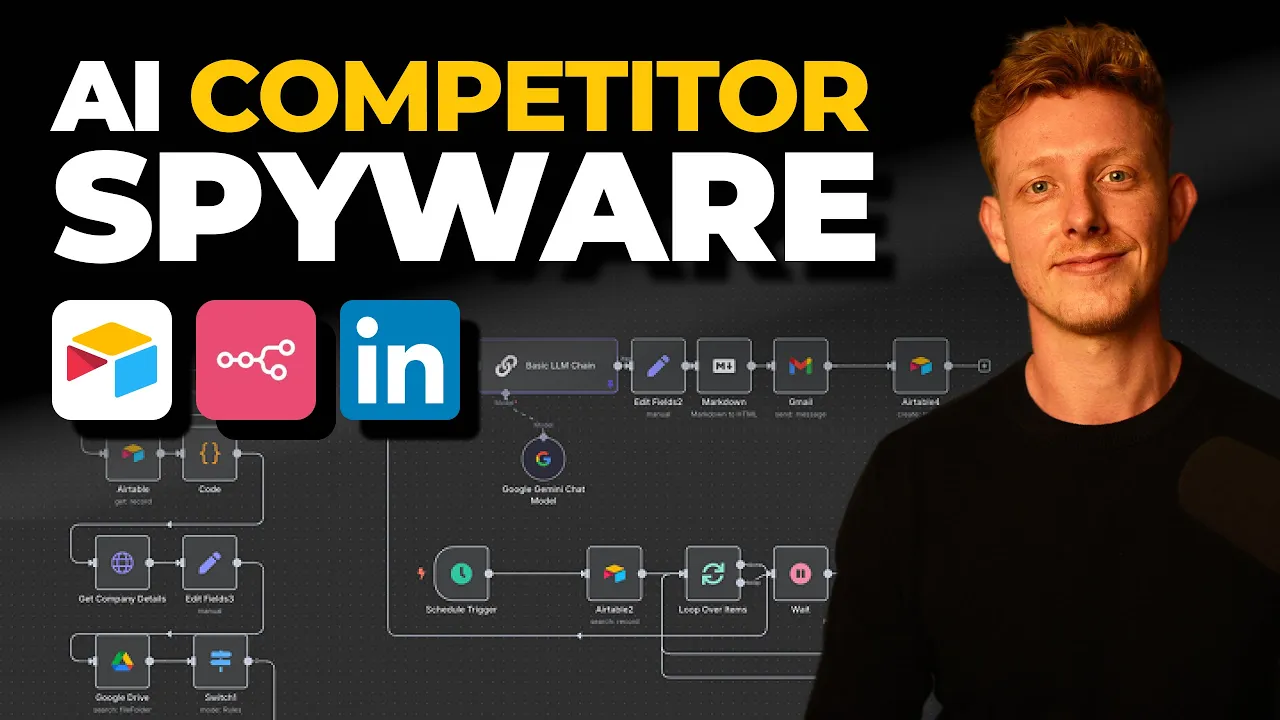 AI COMPETITOR
SPYWARE
in
Basic LLM Chain
Model
Model
Google Gemini Chat
Model
Edit Fields2
manual
Markdown
Markdown to HTML
Gmail
send: message
Airtable4
Airtable
get: record
Code
Get Company Details
Edit Fields3
manual
Google Drive
search: fileFolder
Switch1
mode: Rules
Schedule Trigger
Airtable2
search: record
Loop Over Items
Wait